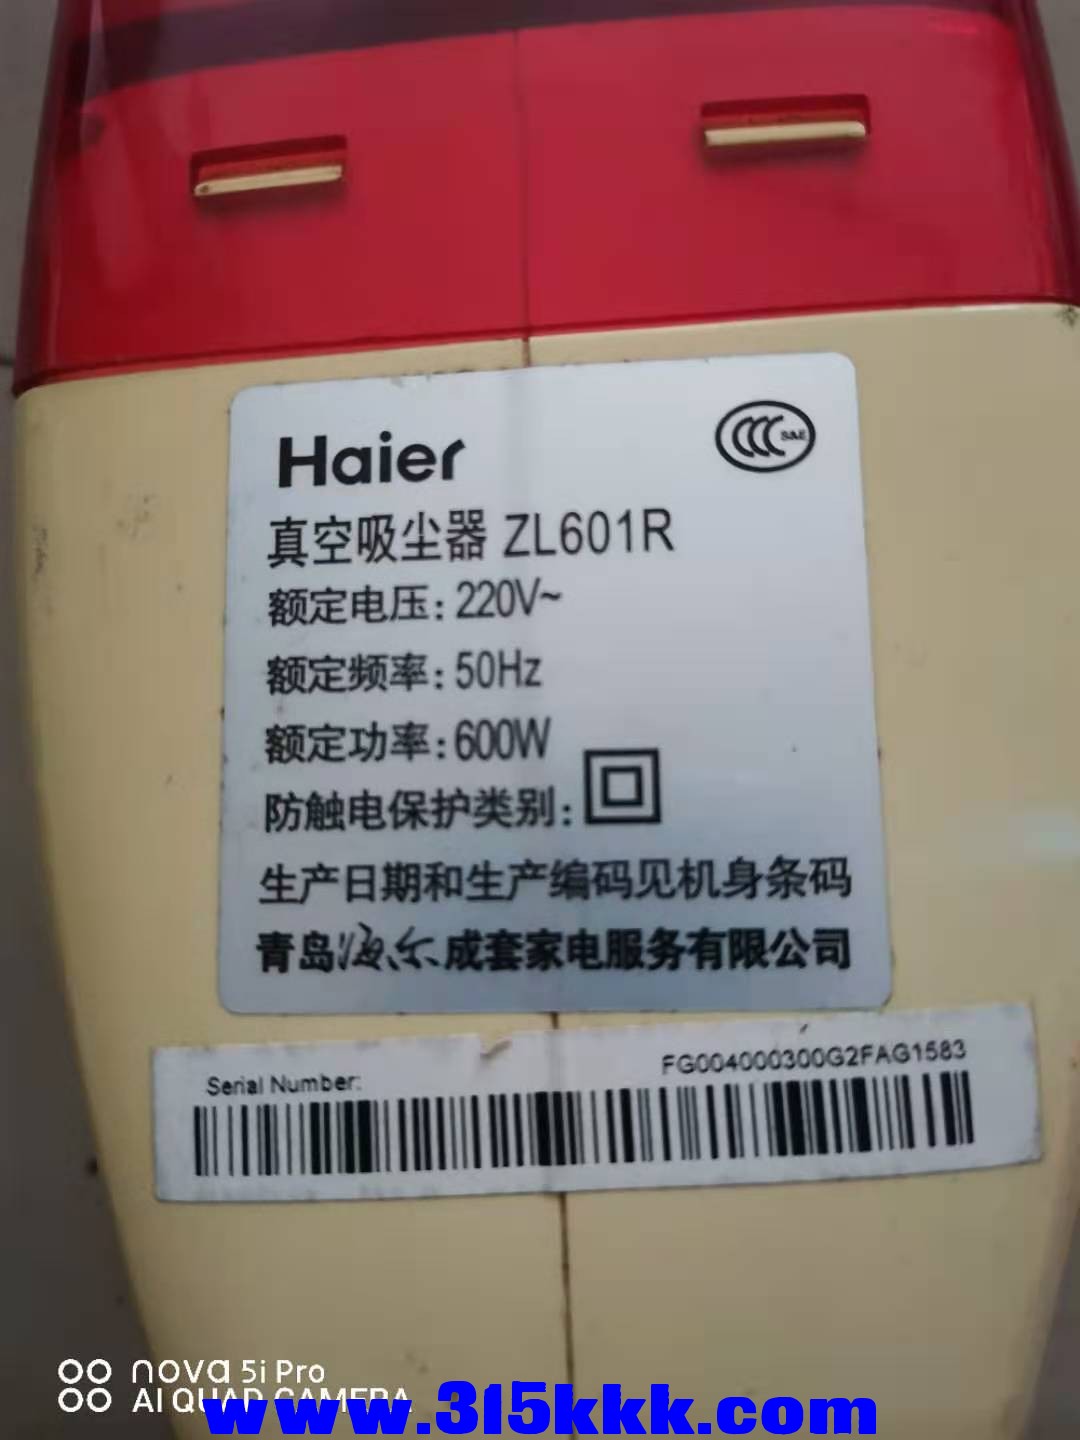 Haier
CCC S&E
真空吸尘器 ZL601R
额定电压：220V~
额定频率：50Hz
额定功率：600W
防触电保护类别：
生产日期和生产编码见机身条码
青岛海尔成套家电服务有限公司
Serial Number:
FG004000300G2FAG1583
nova 5i Pro
AI QUAD CAMERA
www.315kkk.com